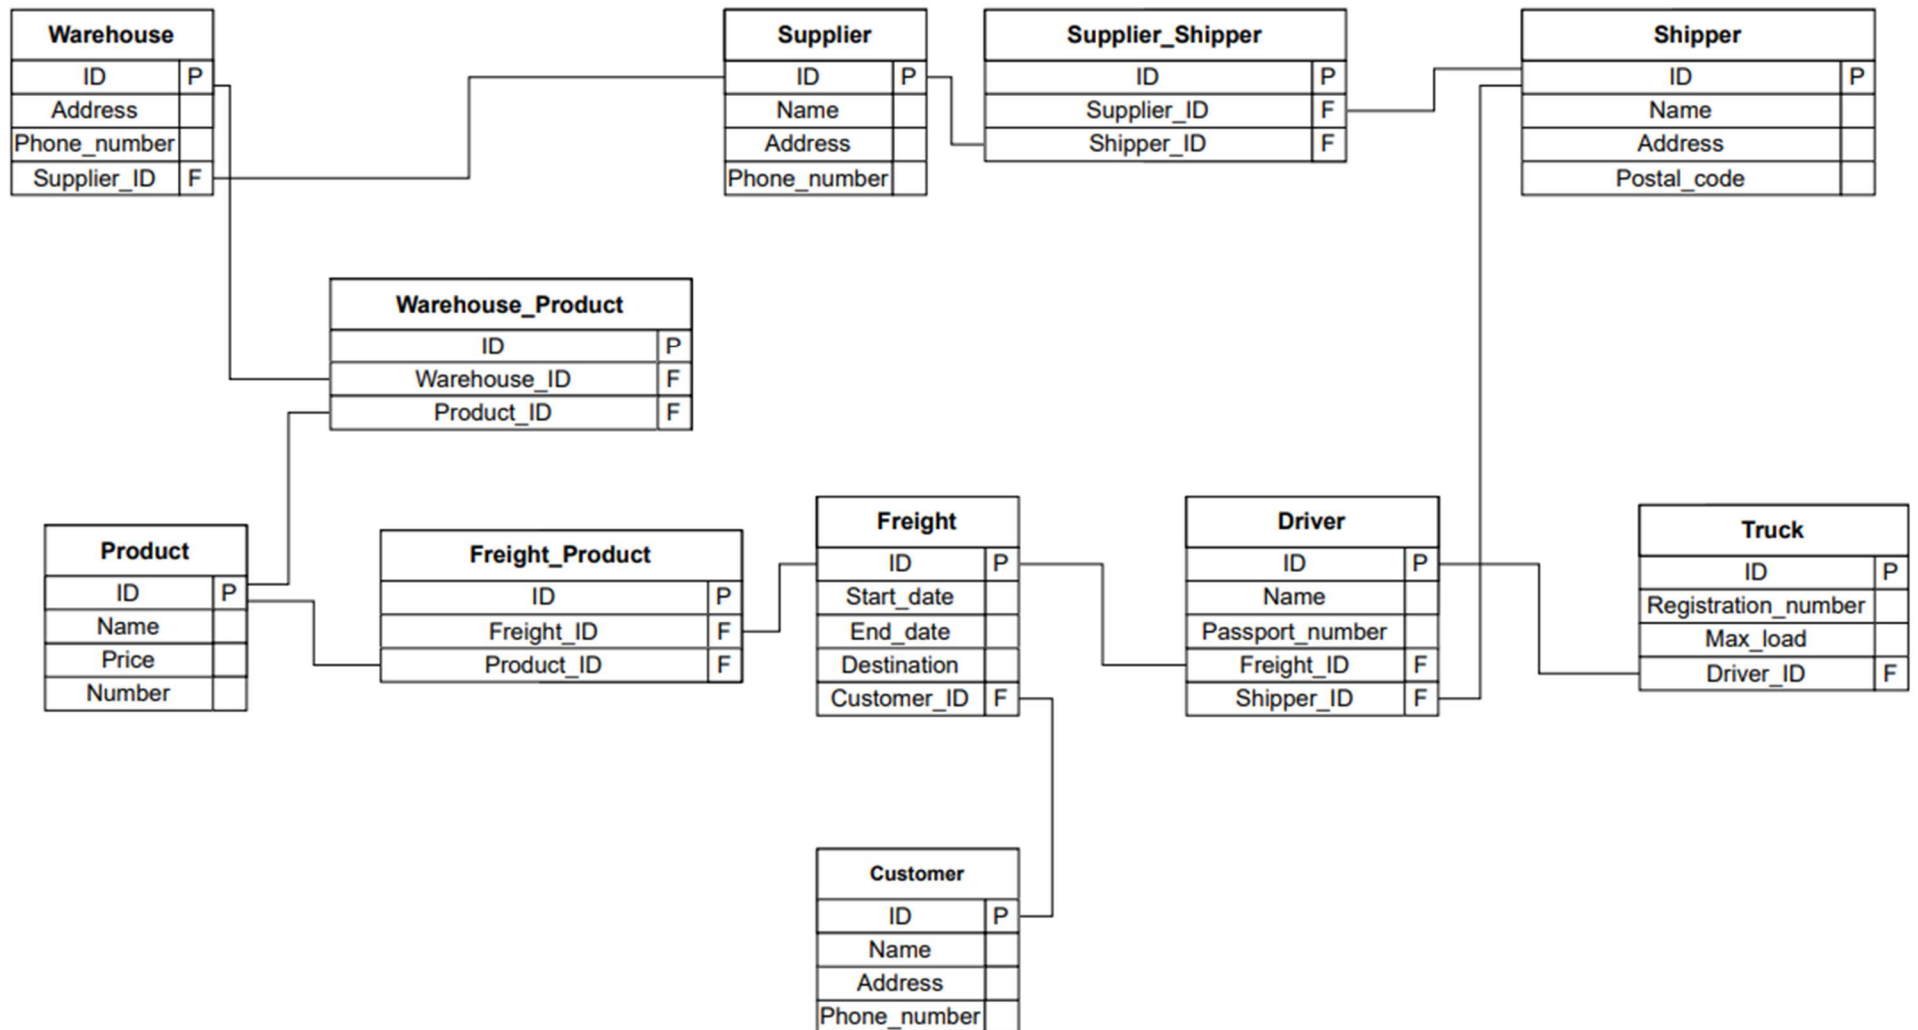 Warehouse
ID P
Address
Phone_number
Supplier_ID F
Supplier
ID P
Name
Address
Phone_number
Supplier_Shipper
ID P
Supplier_ID F
Shipper_ID F
Shipper
ID P
Name
Address
Postal_code
Warehouse_Product
ID P
Warehouse_ID F
Product_ID F
Product
ID P
Name
Price
Number
Freight_Product
ID P
Freight_ID F
Product_ID F
Freight
ID P
Start_date
End_date
Destination
Customer_ID F
Driver
ID P
Name
Passport_number
Freight_ID F
Shipper_ID F
Truck
ID P
Registration_number
Max_load
Driver_ID F
Customer
ID P
Name
Address
Phone_number